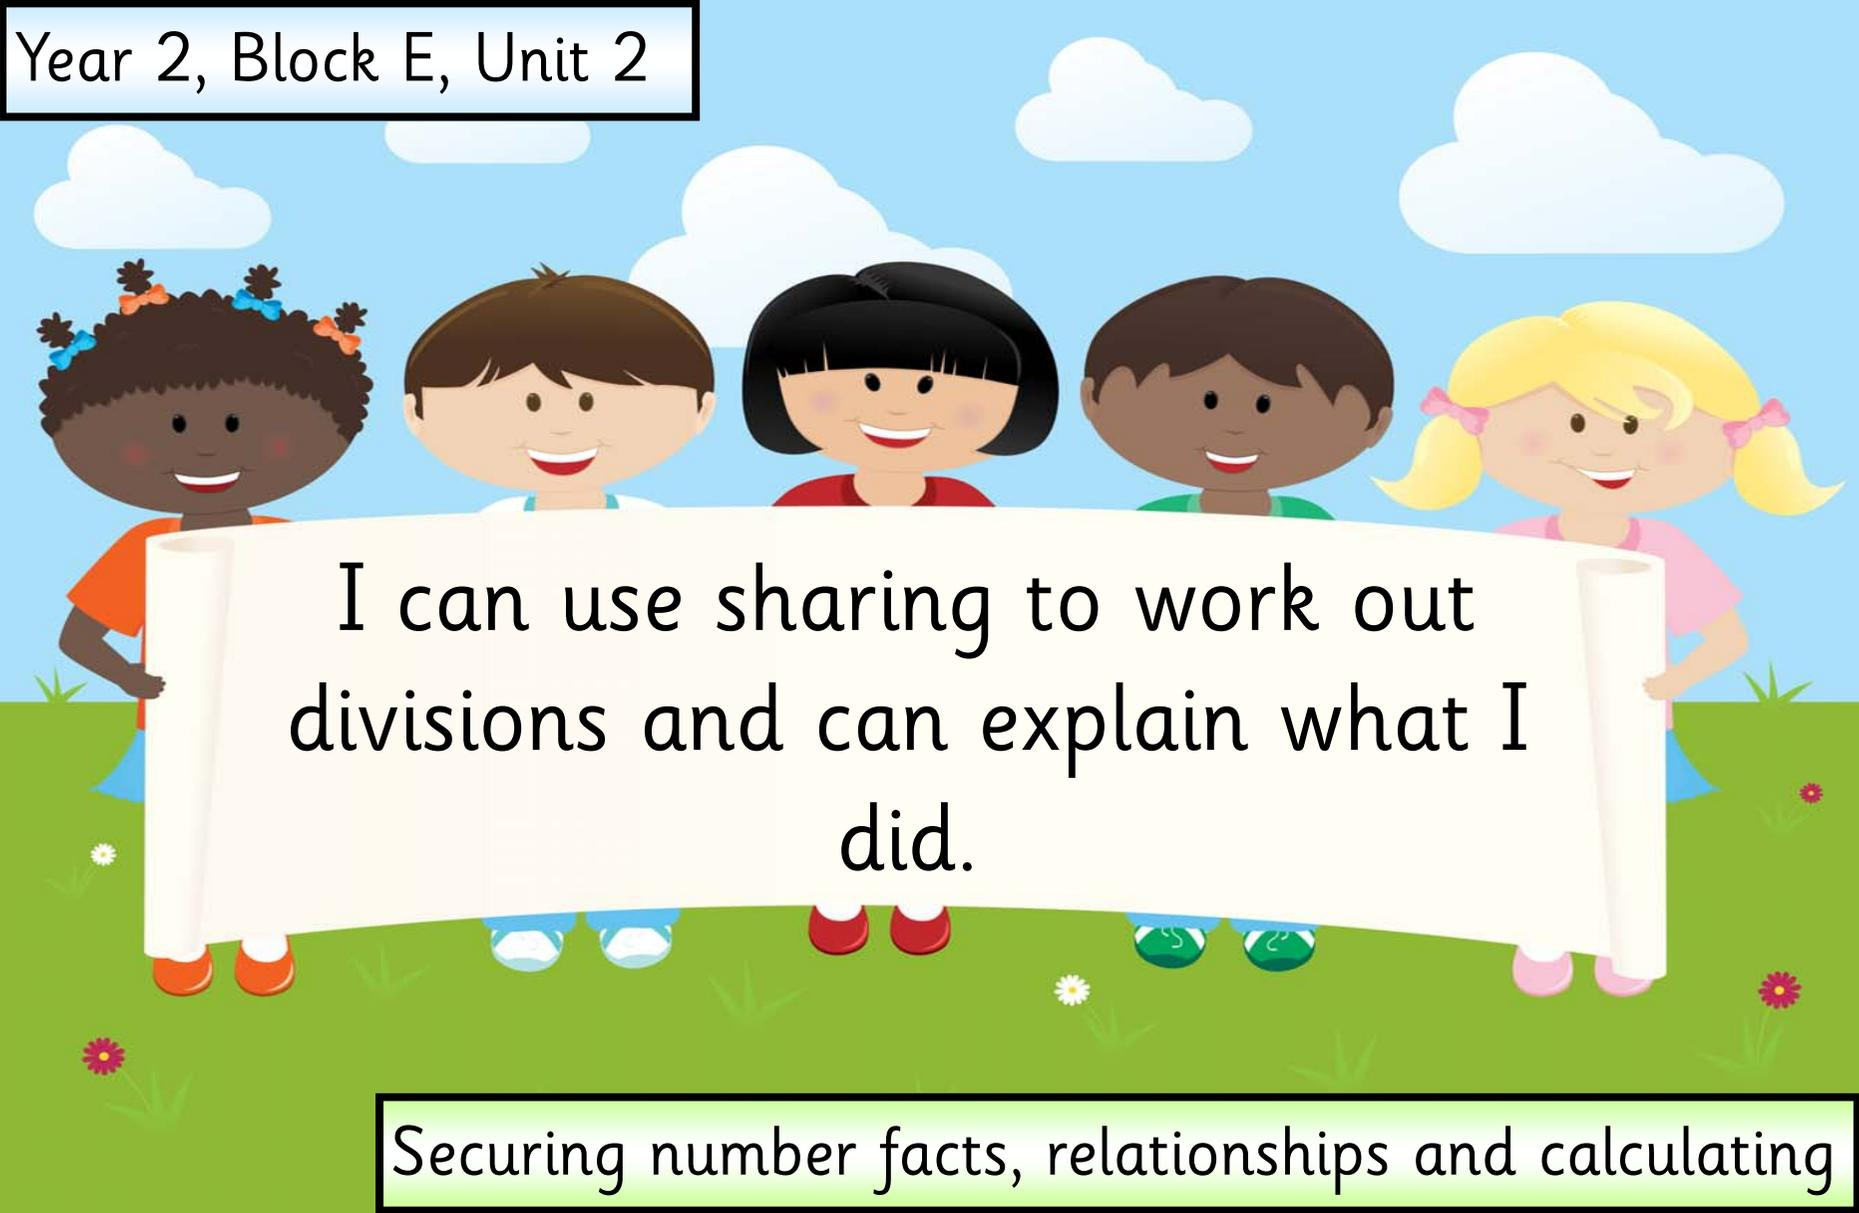 Year 2, Block E, Unit 2
I can use sharing to work out
divisions and can explain what I
did.
Securing number facts, relationships and calculating